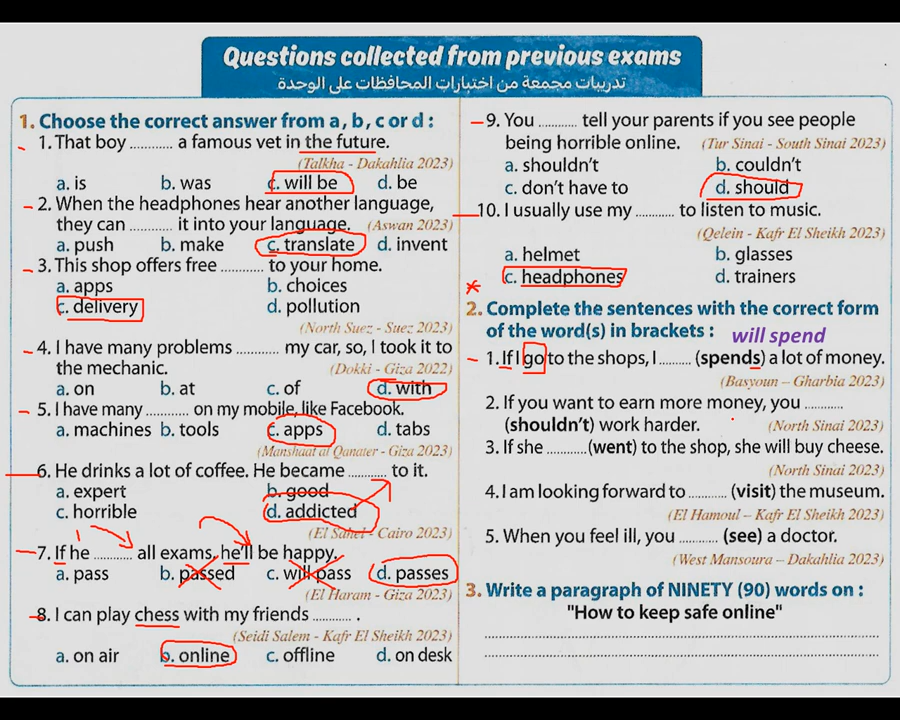 Questions collected from previous exams
تدريبات مجمعة من اختبارات المحافظات على الوحدة
1. Choose the correct answer from a, b, c or d :
1. That boy .......... a famous vet in the future.
(Talkha - Dakahlia 2023)
a. is b. was c. will be d. be
2. When the headphones hear another language,
they can .......... it into your language. (Aswan 2023)
a. push b. make c. translate d. invent
3. This shop offers free .......... to your home.
a. apps b. choices
c. delivery d. pollution
(North Suez - Suez 2023)
4. I have many problems .......... my car, so, I took it to
the mechanic. (Dokki - Giza 2022)
a. on b. at c. of d. with
5. I have many .......... on my mobile, like Facebook.
a. machines b. tools c. apps d. tabs
(Manshaat al Qanater - Giza 2023)
6. He drinks a lot of coffee. He became .......... to it.
a. expert b. good
c. horrible d. addicted
(El Sahel - Cairo 2023)
7. If he .......... all exams, he'll be happy.
a. pass b. passed c. will pass d. passes
(El Haram - Giza 2023)
8. I can play chess with my friends .......... .
(Seidi Salem - Kafr El Sheikh 2023)
a. on air b. online c. offline d. on desk
9. You .......... tell your parents if you see people
being horrible online. (Tur Sinai - South Sinai 2023)
a. shouldn't b. couldn't
c. don't have to d. should
10. I usually use my .......... to listen to music.
(Qelein - Kafr El Sheikh 2023)
a. helmet b. glasses
c. headphones d. trainers
2. Complete the sentences with the correct form
of the word(s) in brackets : will spend
1. If I go to the shops, I ........ (spends) a lot of money.
(Basyoun – Gharbia 2023)
2. If you want to earn more money, you ..........
(shouldn't) work harder. (North Sinai 2023)
3. If she ..........(went) to the shop, she will buy cheese.
(North Sinai 2023)
4. I am looking forward to .......... (visit) the museum.
(El Hamoul – Kafr El Sheikh 2023)
5. When you feel ill, you .......... (see) a doctor.
(West Mansoura – Dakahlia 2023)
3. Write a paragraph of NINETY (90) words on :
"How to keep safe online"